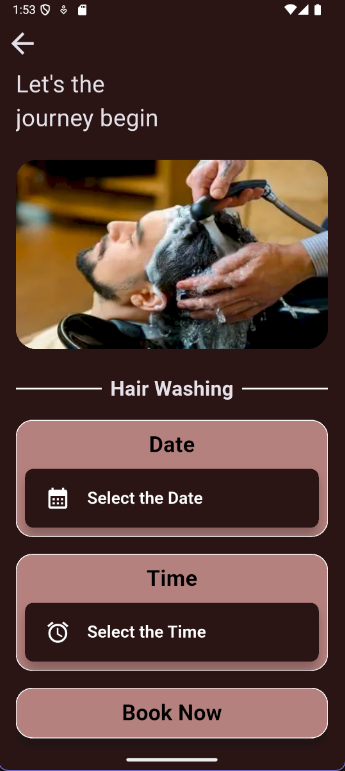 1:53
Let's the
journey begin
Hair Washing
Date
Select the Date
Time
Select the Time
Book Now